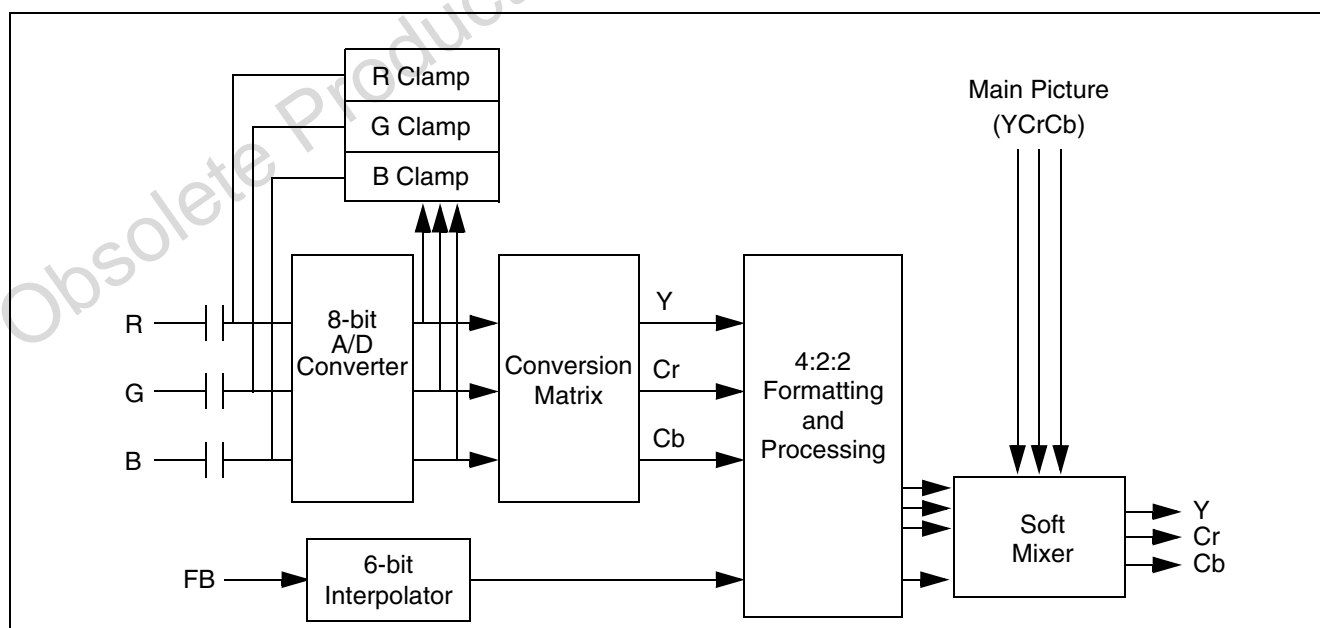 Obsolete Produc
R Clamp
G Clamp
B Clamp
Main Picture
(YCrCb)
R
G
B
8-bit
A/D
Converter
Conversion
Matrix
Y
Cr
Cb
4:2:2
Formatting
and
Processing
FB
6-bit
Interpolator
Soft
Mixer
Y
Cr
Cb